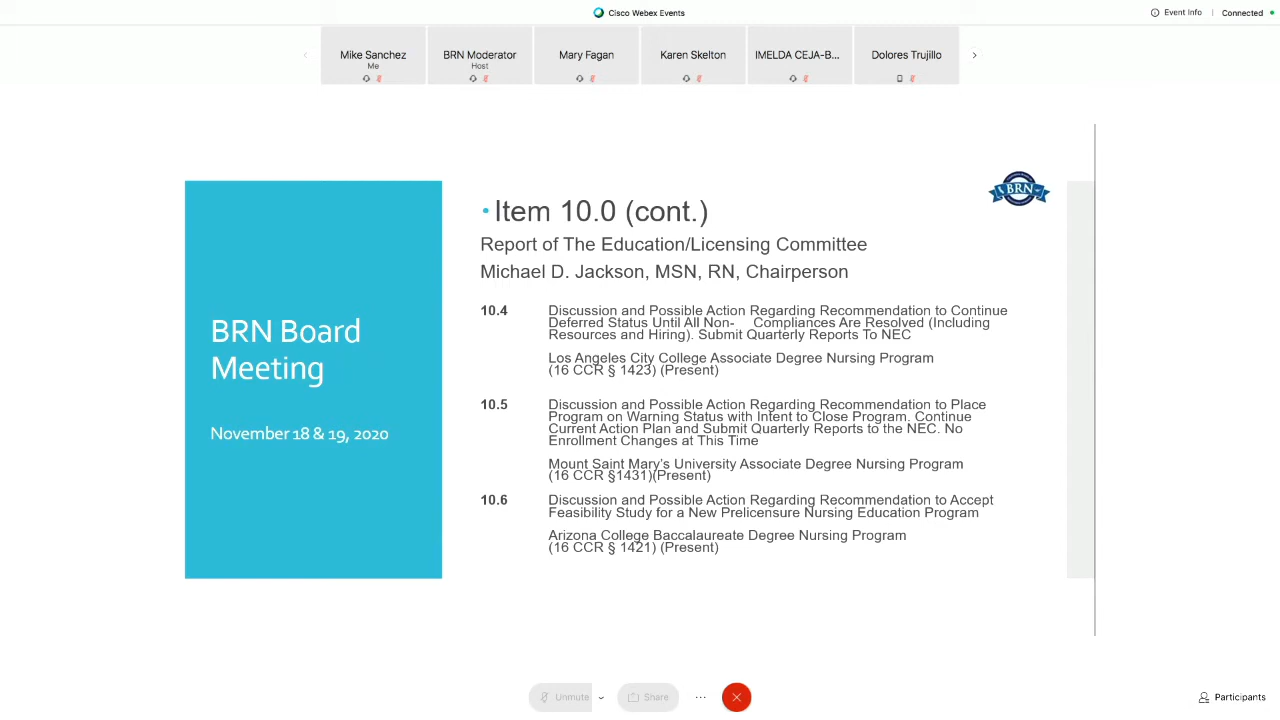 Cisco Webex Events
Event Info
Connected
Mike Sanchez
Me
BRN Moderator
Host
Mary Fagan
Karen Skelton
IMELDA CEJA-B...
Dolores Trujillo
BRN
BRN Board
Meeting
November 18 & 19, 2020
• Item 10.0 (cont.)
Report of The Education/Licensing Committee
Michael D. Jackson, MSN, RN, Chairperson
10.4 Discussion and Possible Action Regarding Recommendation to Continue
Deferred Status Until All Non- Compliances Are Resolved (Including
Resources and Hiring). Submit Quarterly Reports To NEC
Los Angeles City College Associate Degree Nursing Program
(16 CCR § 1423) (Present)
10.5 Discussion and Possible Action Regarding Recommendation to Place
Program on Warning Status with Intent to Close Program. Continue
Current Action Plan and Submit Quarterly Reports to the NEC. No
Enrollment Changes at This Time
Mount Saint Mary's University Associate Degree Nursing Program
(16 CCR §1431)(Present)
10.6 Discussion and Possible Action Regarding Recommendation to Accept
Feasibility Study for a New Prelicensure Nursing Education Program
Arizona College Baccalaureate Degree Nursing Program
(16 CCR § 1421) (Present)
Unmute
Share
Participants